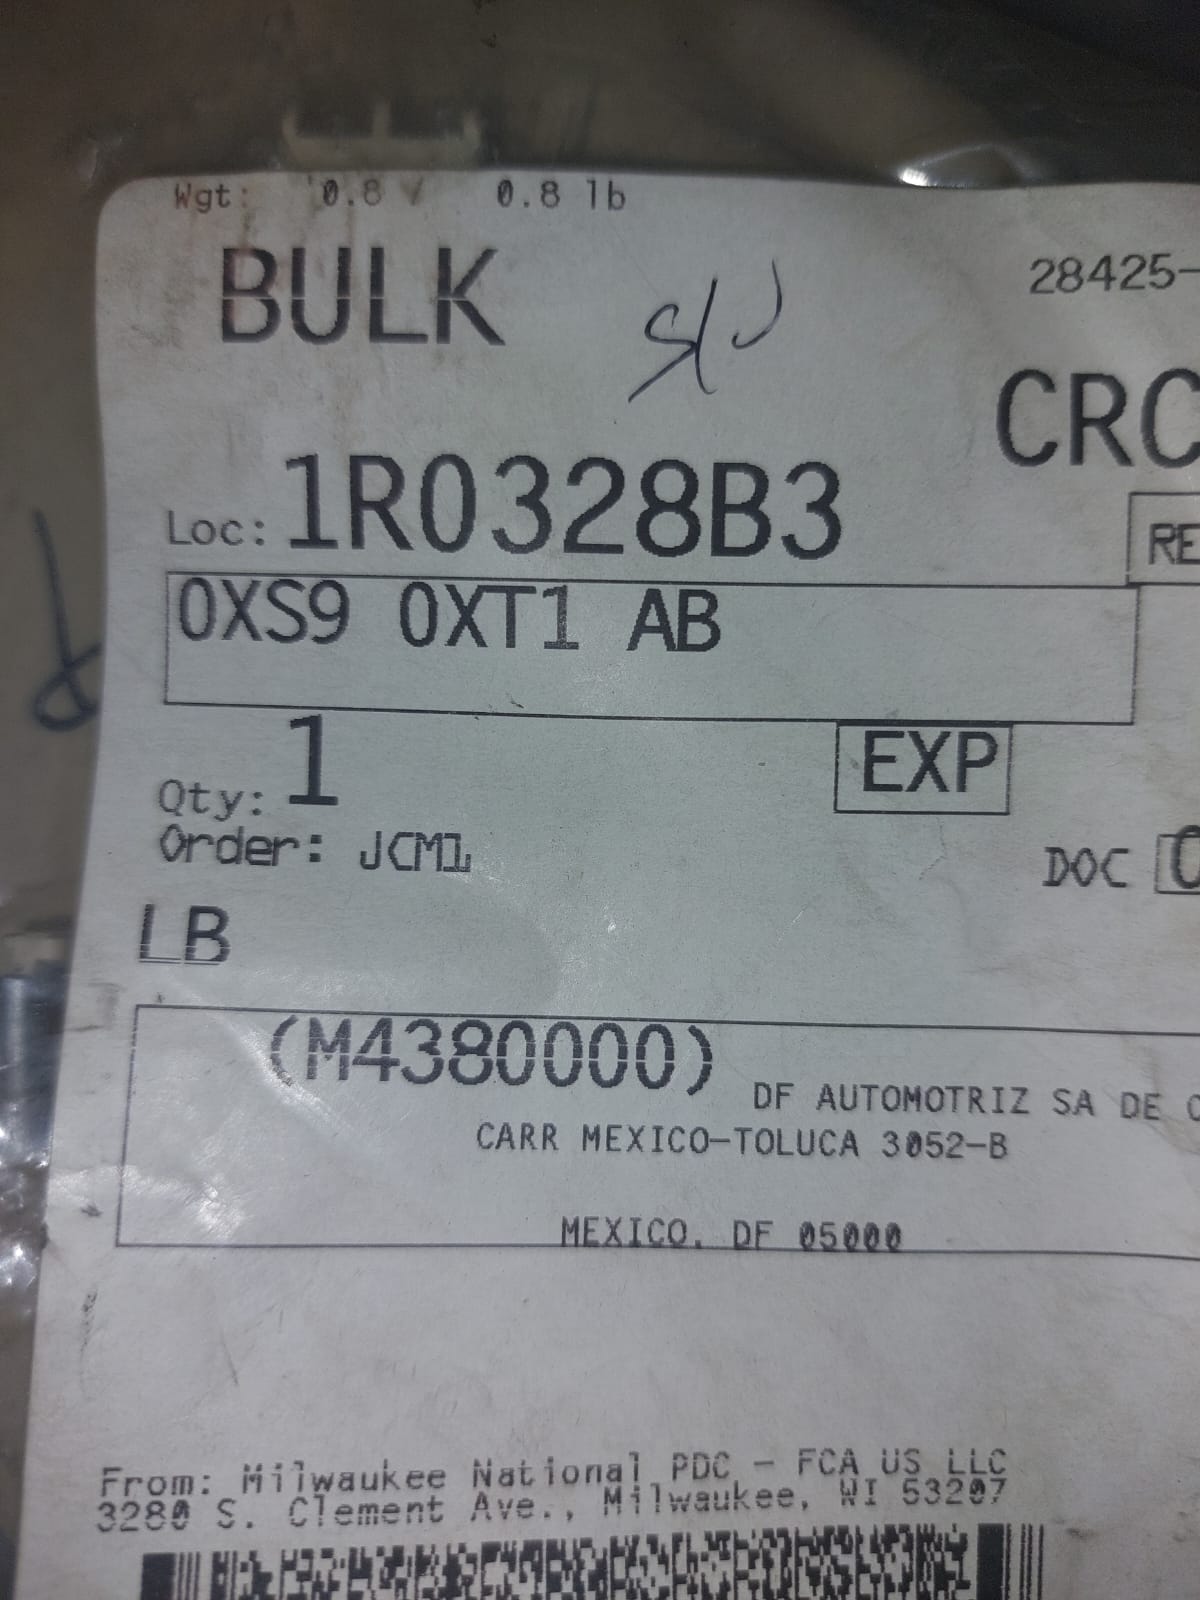 Wgt: 0.8 / 0.8 lb
BULK
28425-
CRC
Loc: 1R0328B3
RE
0XS9 0XT1 AB
Qty: 1
EXP
Order: JCM1
DOC
LB
(M4380000)
DF AUTOMOTRIZ SA DE C
CARR MEXICO-TOLUCA 3052-B
MEXICO, DF 05000
From: Milwaukee National PDC - FCA US LLC
3280 S. Clement Ave., Milwaukee, WI 53207